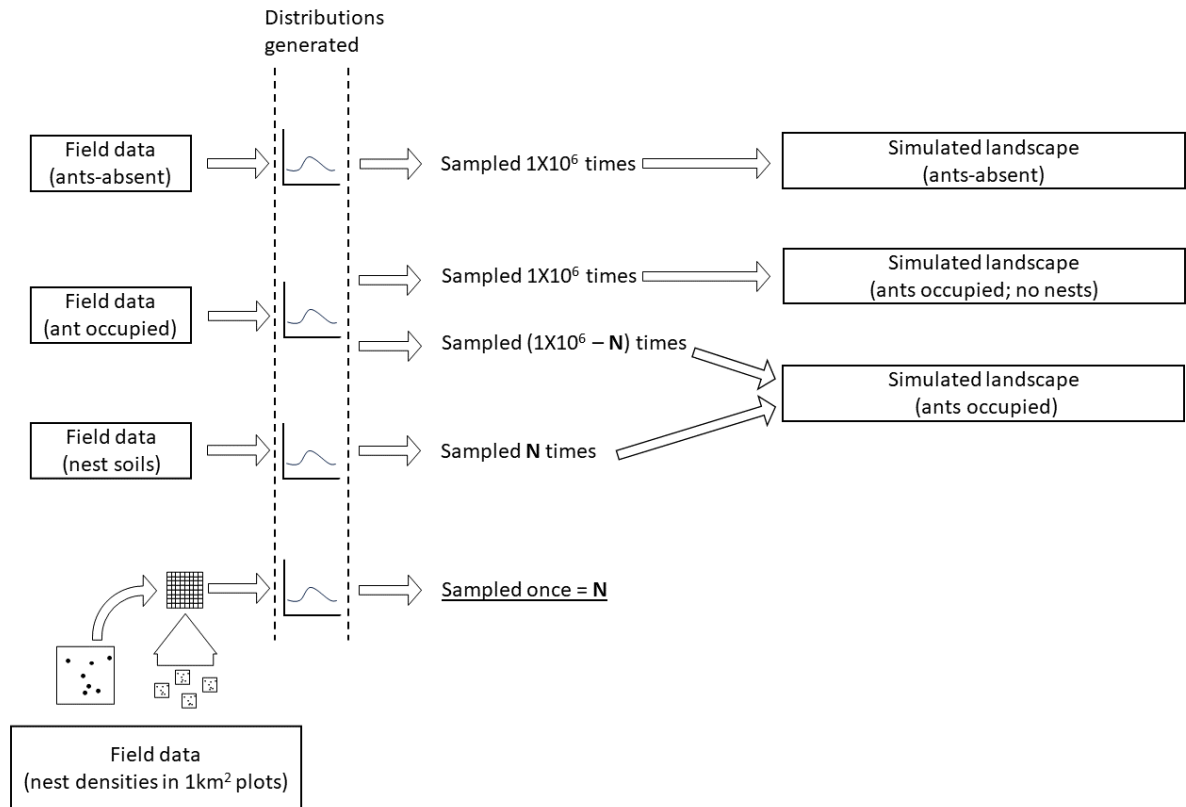 Distributions
generated
Field data
(ants-absent)
Sampled 1X10⁶ times
Simulated landscape
(ants-absent)
Field data
(ant occupied)
Sampled 1X10⁶ times
Simulated landscape
(ants occupied; no nests)
Sampled (1X10⁶ – N) times
Simulated landscape
(ants occupied)
Field data
(nest soils)
Sampled N times
Sampled once = N
Field data
(nest densities in 1km² plots)